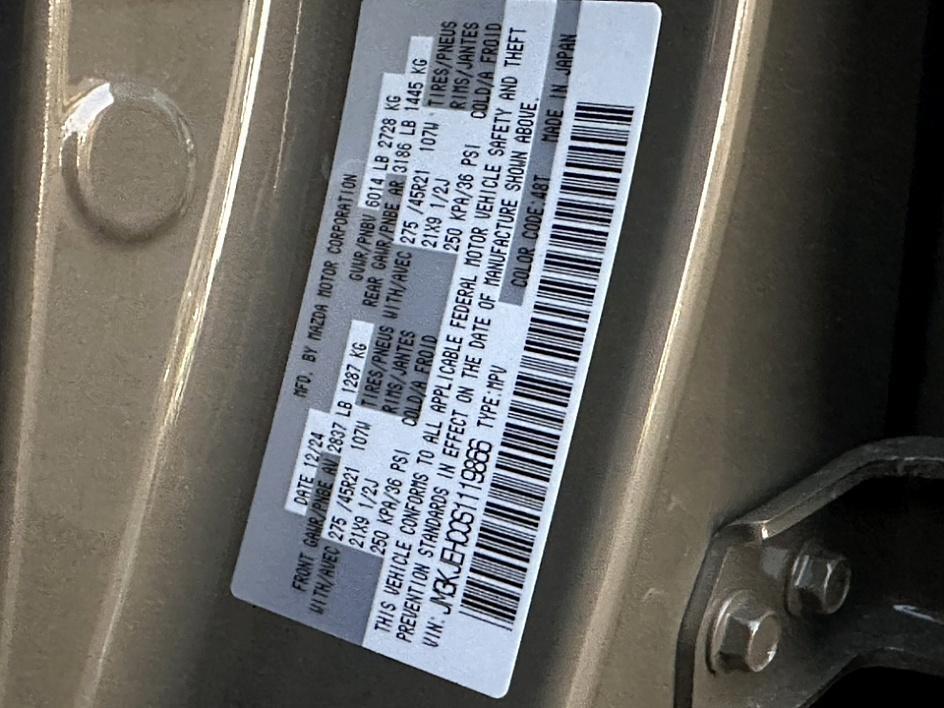 MFD. BY MAZDA MOTOR CORPORATION
DATE 12/24 GVWR/PNBV 6014 LB 2728 KG
FRONT GAWR/PNBE AV 2837 LB 1287 KG REAR GAWR/PNBE AR 3186 LB 1445 KG
WITH/AVEC 275 /45R21 107W TIRES/PNEUS WITH/AVEC 275 /45R21 107W TIRES/PNEUS
21X9 1/2J RIMS/JANTES 21X9 1/2J RIMS/JANTES
250 KPA/36 PSI COLD/A FROID 250 KPA/36 PSI COLD/A FROID
THIS VEHICLE CONFORMS TO ALL APPLICABLE FEDERAL MOTOR VEHICLE SAFETY AND THEFT
PREVENTION STANDARDS IN EFFECT ON THE DATE OF MANUFACTURE SHOWN ABOVE.
VIN: JM3KJEHC0S1119866 TYPE:MPV COLOR CODE:48T MADE IN JAPAN